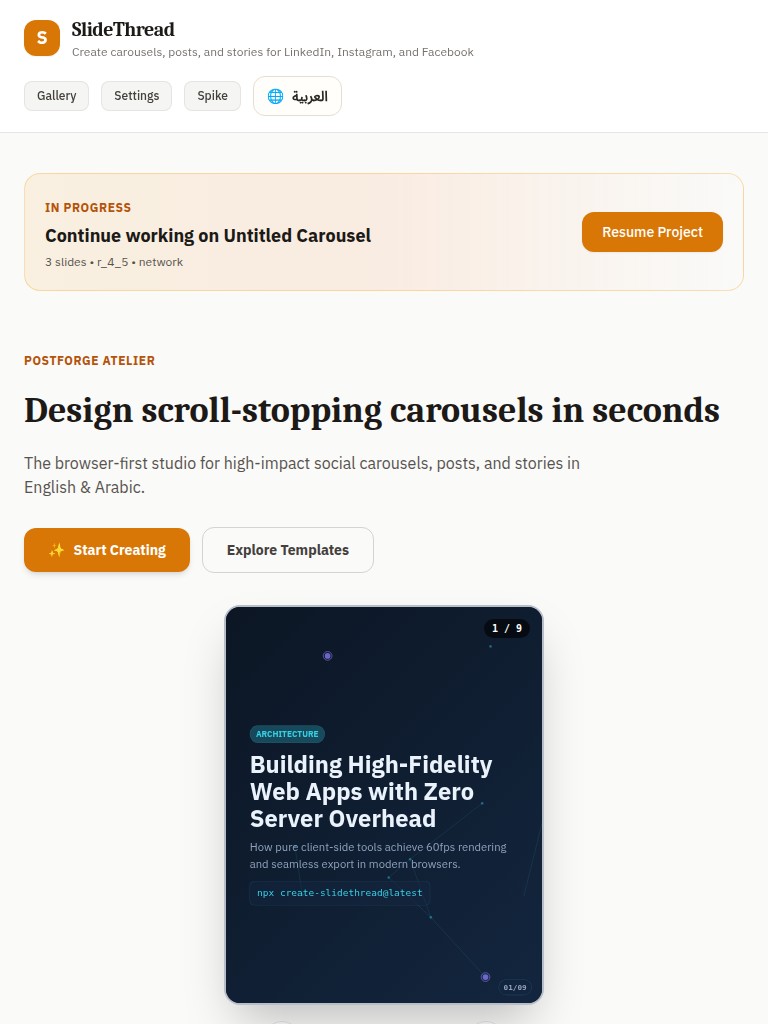 S
SlideThread
Create carousels, posts, and stories for LinkedIn, Instagram, and Facebook
Gallery
Settings
Spike
🌐 العربية
IN PROGRESS
Continue working on Untitled Carousel
3 slides • r_4_5 • network
Resume Project
POSTFORGE ATELIER
Design scroll-stopping carousels in seconds
The browser-first studio for high-impact social carousels, posts, and stories in
English & Arabic.
✨ Start Creating
Explore Templates
1 / 9
ARCHITECTURE
Building High-Fidelity
Web Apps with Zero
Server Overhead
How pure client-side tools achieve 60fps rendering
and seamless export in modern browsers.
npx create-slidethread@latest
01/09